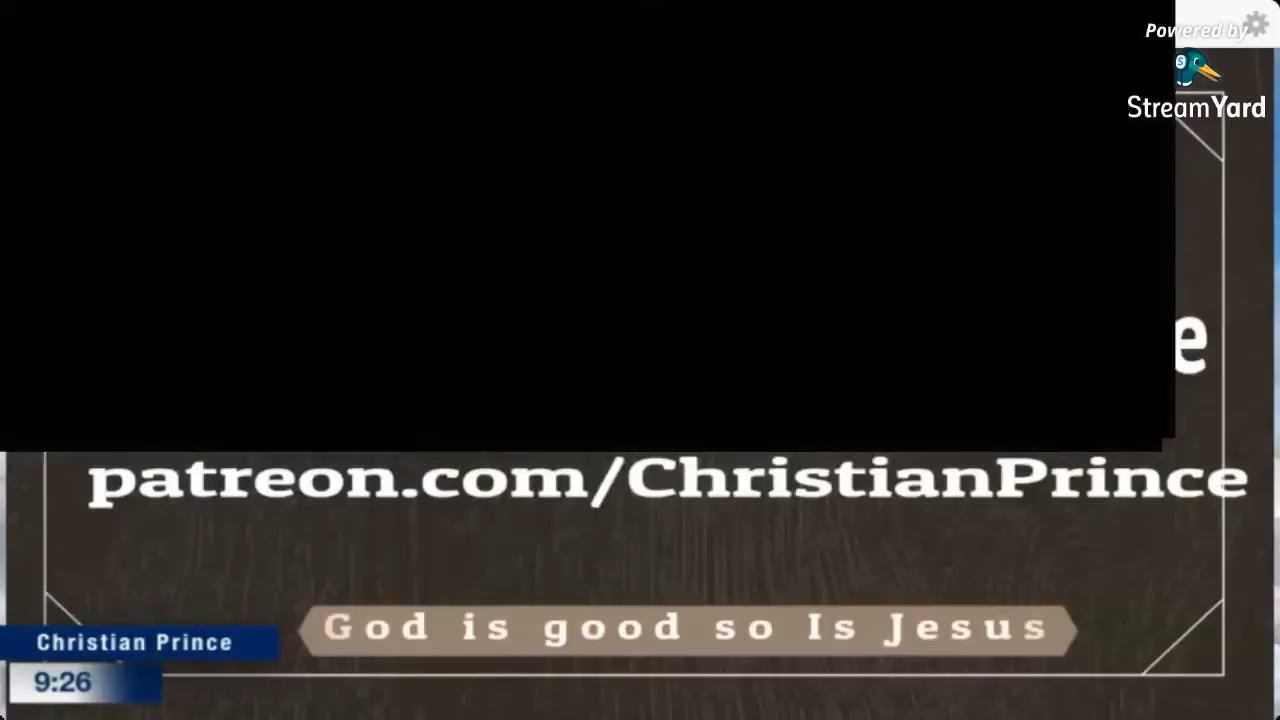 Powered by
StreamYard
e
patreon.com/ChristianPrince
God is good so Is Jesus
Christian Prince
9:26